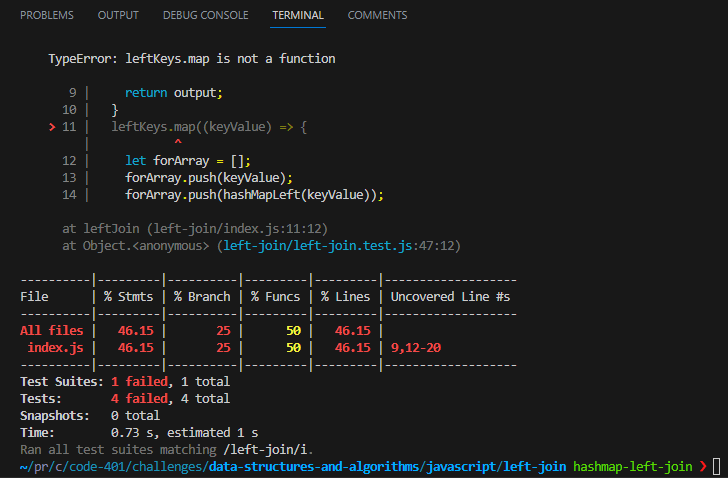 PROBLEMS OUTPUT DEBUG CONSOLE TERMINAL COMMENTS
TypeError: leftKeys.map is not a function
9 |     return output;
10 |   }
> 11 |   leftKeys.map((keyValue) => {
|            ^
12 |     let forArray = [];
13 |     forArray.push(keyValue);
14 |     forArray.push(hashMapLeft(keyValue));
at leftJoin (left-join/index.js:11:12)
at Object.<anonymous> (left-join/left-join.test.js:47:12)
----------|---------|----------|---------|---------|-------------------
File      | % Stmts | % Branch | % Funcs | % Lines | Uncovered Line #s
----------|---------|----------|---------|---------|-------------------
All files |   46.15 |       25 |      50 |   46.15 |
index.js |   46.15 |       25 |      50 |   46.15 | 9,12-20
----------|---------|----------|---------|---------|-------------------
Test Suites: 1 failed, 1 total
Tests:       4 failed, 4 total
Snapshots:   0 total
Time:        0.73 s, estimated 1 s
Ran all test suites matching /left-join/i.
~/pr/c/code-401/challenges/data-structures-and-algorithms/javascript/left-join hashmap-left-join ❯